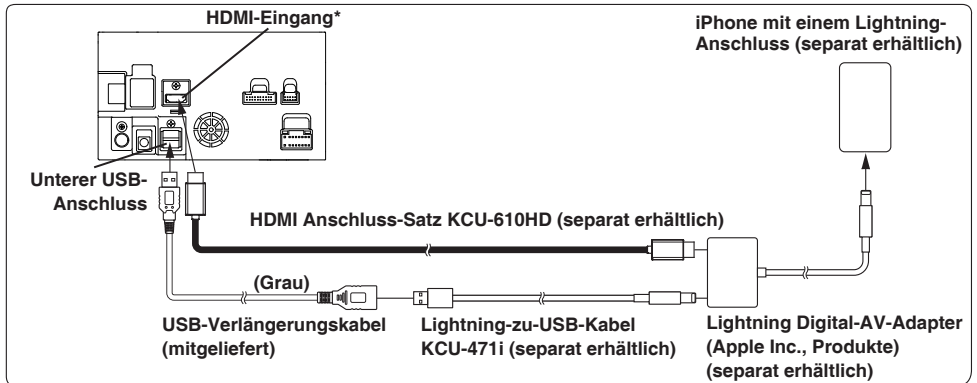 HDMI-Eingang*
iPhone mit einem Lightning-
Anschluss (separat erhältlich)
Unterer USB-
Anschluss
HDMI Anschluss-Satz KCU-610HD (separat erhältlich)
(Grau)
USB-Verlängerungskabel
(mitgeliefert)
Lightning-zu-USB-Kabel
KCU-471i (separat erhältlich)
Lightning Digital-AV-Adapter
(Apple Inc., Produkte)
(separat erhältlich)